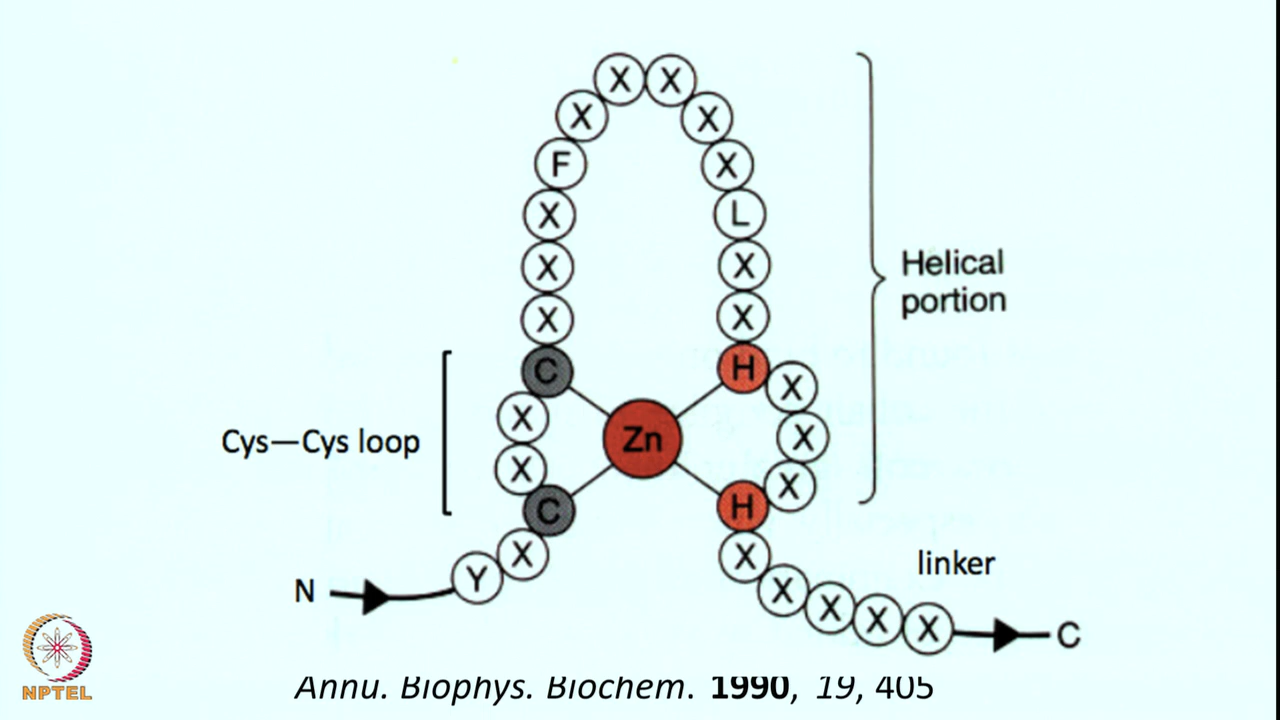 X X
X X
F X
X L
X X Helical
X X portion
C H
X X
Cys—Cys loop Zn X
X X
C H
X X linker
N Y X X X X C
NPTEL
Annu. Biophys. Biochem. 1990, 19, 405